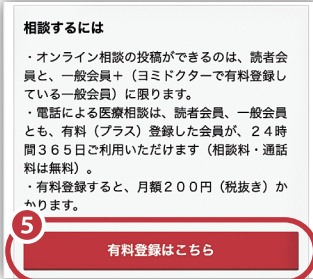 相談するには
・オンライン相談の投稿ができるのは、読者会
員と、一般会員＋（ヨミドクターで有料登録し
ている一般会員）に限ります。
・電話による医療相談は、読者会員、一般会員
とも、有料（プラス）登録した会員が、２４時
間３６５日ご利用いただけます（相談料・通話
料は無料）。
・有料登録すると、月額２００円（税抜き）か
かります。
5
有料登録はこちら